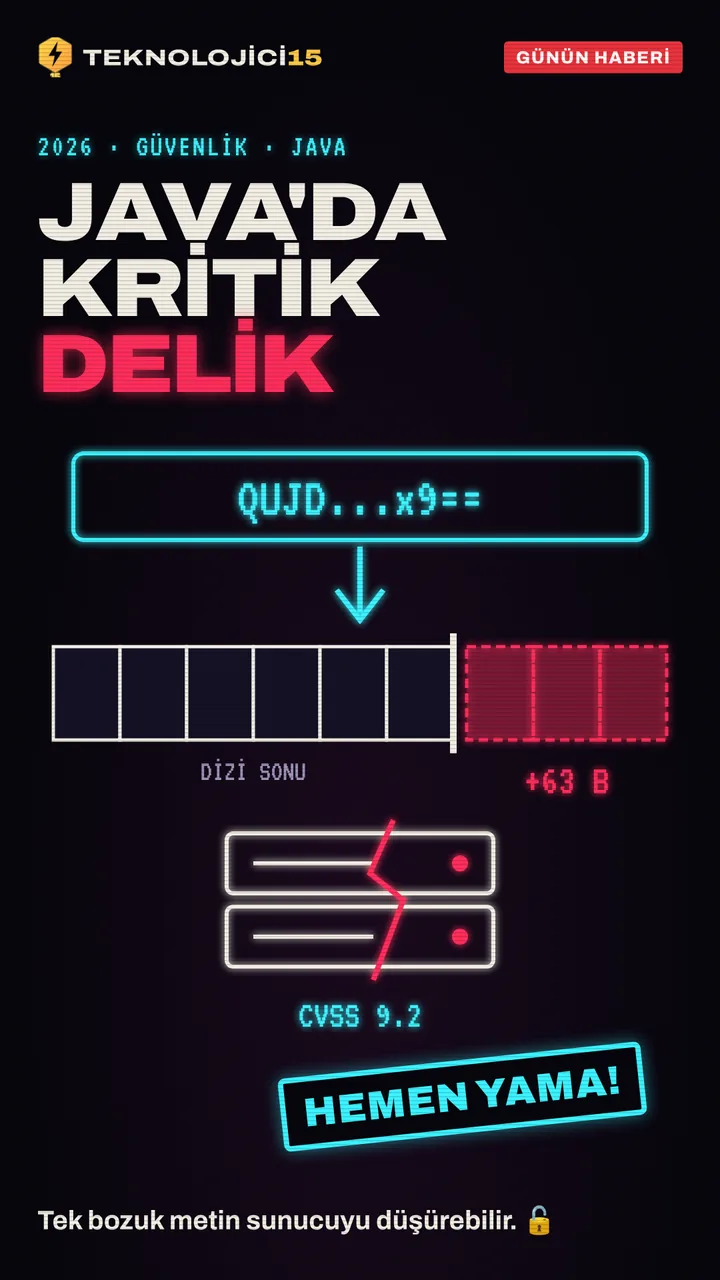 TEKNOLOJİCİ15
GÜNÜN HABERİ
2026 · GÜVENLİK · JAVA
JAVA'DA
KRİTİK
DELİK
QUJD...x9==
DİZİ SONU
+63 B
CVSS 9.2
HEMEN YAMA!
Tek bozuk metin sunucuyu düşürebilir. 🔓